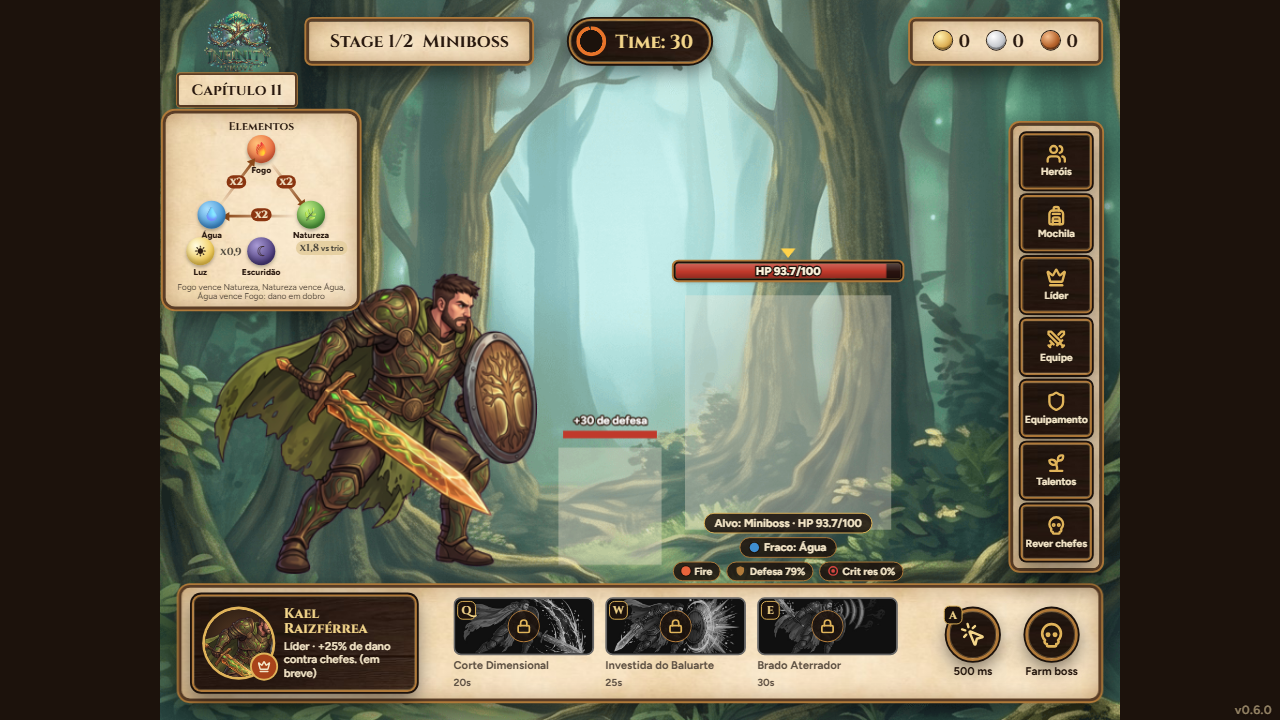 Stage 1/2 Miniboss
Time: 30
0
0
0
Capítulo II
Elementos
Fogo
x2
x2
x2
Água
Natureza
x0,9
x1,8 vs trio
Luz
Escuridão
Fogo vence Natureza, Natureza vence Água,
Água vence Fogo: dano em dobro
HP 93.7/100
+30 de defesa
Alvo: Miniboss · HP 93.7/100
Fraco: Água
Fire
Defesa 79%
Crit res 0%
Heróis
Mochila
Líder
Equipe
Equipamento
Talentos
Rever chefes
Kael
Raizférrea
Líder · +25% de dano
contra chefes. (em
breve)
Q
Corte Dimensional
20s
W
Investida do Baluarte
25s
E
Brado Aterrador
30s
A
500 ms
Farm boss
v0.6.0